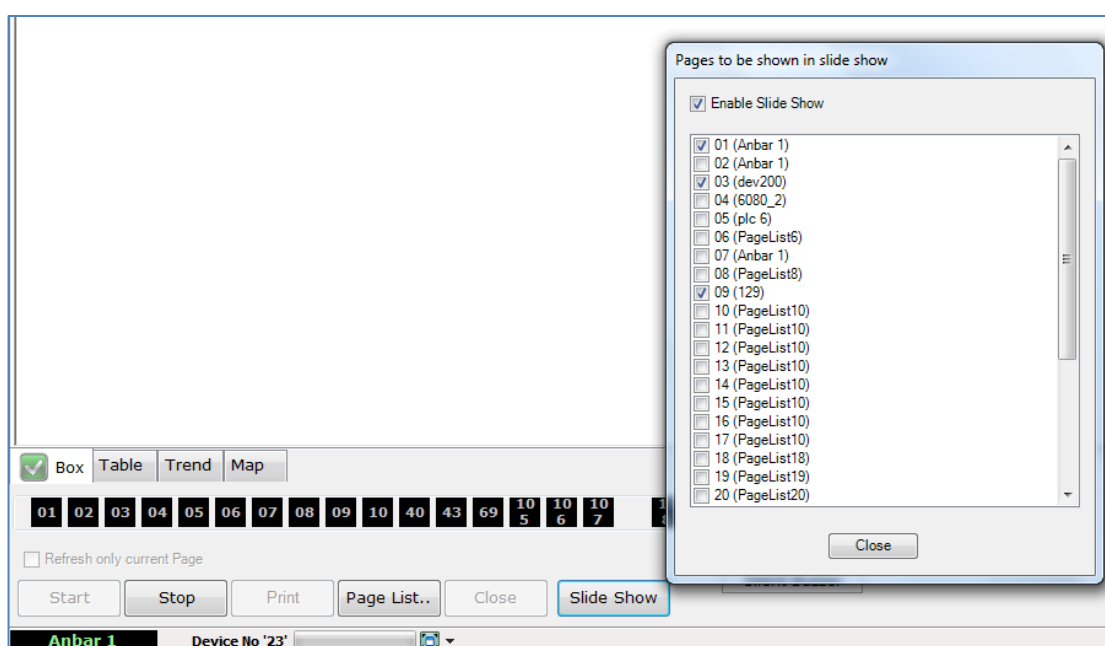 Pages to be shown in slide show
Enable Slide Show
01 (Anbar 1)
02 (Anbar 1)
03 (dev200)
04 (6080_2)
05 (plc 6)
06 (PageList6)
07 (Anbar 1)
08 (PageList8)
09 (129)
10 (PageList10)
11 (PageList10)
12 (PageList10)
13 (PageList10)
14 (PageList10)
15 (PageList10)
16 (PageList10)
17 (PageList10)
18 (PageList18)
19 (PageList19)
20 (PageList20)
Close
Box Table Trend Map
01 02 03 04 05 06 07 08 09 10 40 43 69 105 106 107
Refresh only current Page
Start Stop Print Page List.. Close Slide Show
Anbar 1 Device No '23'